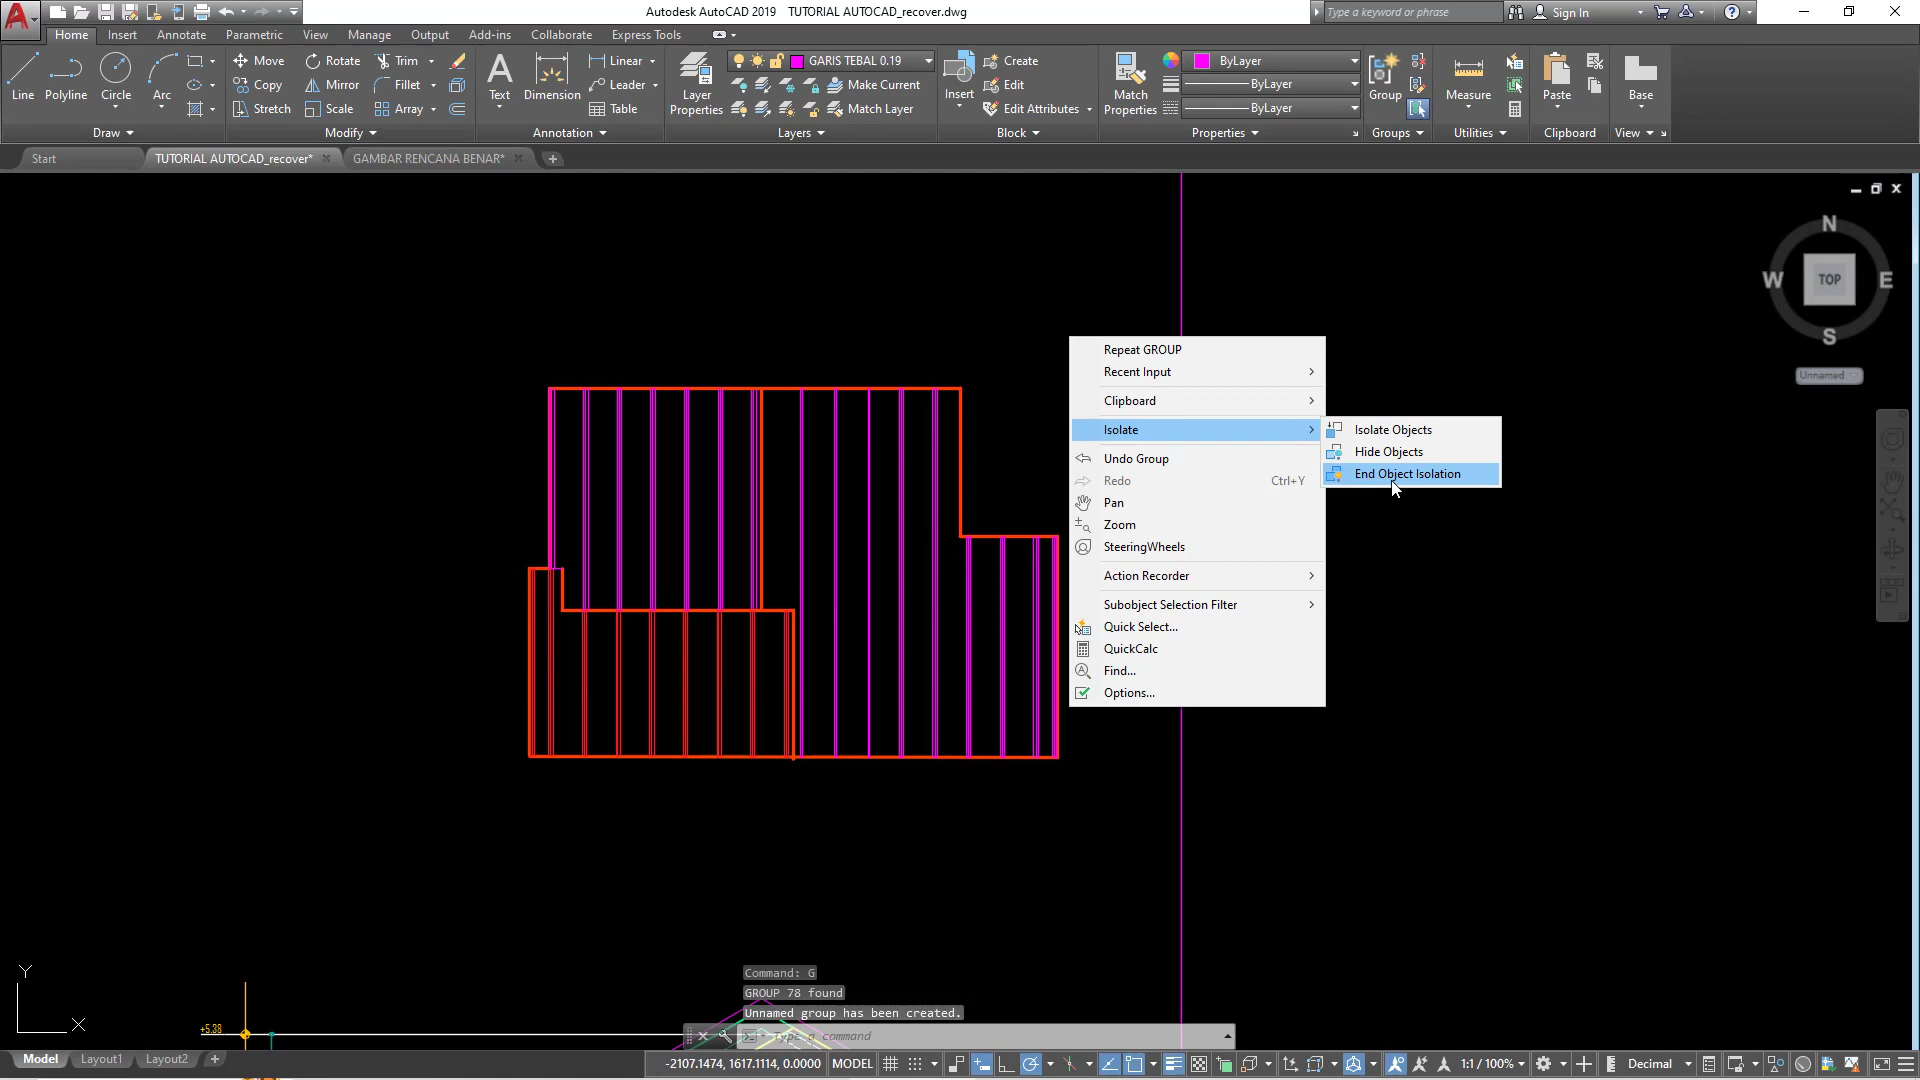 Autodesk AutoCAD 2019    TUTORIAL AUTOCAD_recover.dwg
Type a keyword or phrase
Sign In
Home Insert Annotate Parametric View Manage Output Add-ins Collaborate Express Tools
Line
Polyline
Circle
Arc
Draw
Move Rotate Trim
Copy Mirror Fillet
Stretch Scale Array
Modify
Text
Dimension
Linear
Leader
Table
Annotation
Layer
Properties
GARIS TEBAL 0.19
Make Current
Match Layer
Layers
Insert
Create
Edit
Edit Attributes
Block
Match
Properties
ByLayer
ByLayer
ByLayer
Properties
Group
Groups
Measure
Utilities
Paste
Clipboard
Base
View
Start
TUTORIAL AUTOCAD_recover*
GAMBAR RENCANA BENAR*
N
W TOP E
S
Unnamed
Repeat GROUP
Recent Input
Clipboard
Isolate
Undo Group
Redo Ctrl+Y
Pan
Zoom
SteeringWheels
Action Recorder
Subobject Selection Filter
Quick Select...
QuickCalc
Find...
Options...
Isolate Objects
Hide Objects
End Object Isolation
Y
X
+5.38
Command: G
GROUP 78 found
Unnamed group has been created.
Type a command
Model Layout1 Layout2
-2107.1474, 1617.1114, 0.0000 MODEL
1:1 / 100%
Decimal